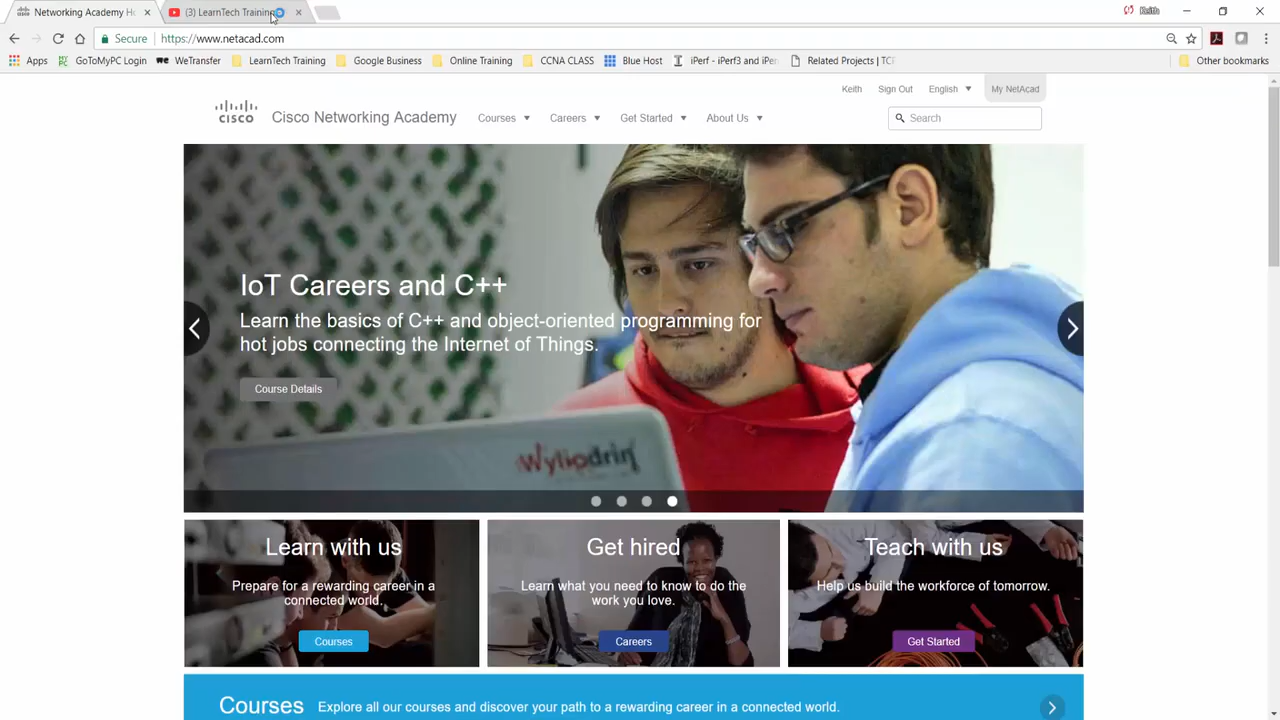 Networking Academy Ho
(3) LearnTech Training
Keith
Secure
https://www.netacad.com
Apps
GoToMyPC Login
WeTransfer
LearnTech Training
Google Business
Online Training
CCNA CLASS
Blue Host
iPerf - iPerf3 and iPer
Related Projects | TC
Other bookmarks
Keith
Sign Out
English
My NetAcad
CISCO
Cisco Networking Academy
Courses
Careers
Get Started
About Us
Search
IoT Careers and C++
Learn the basics of C++ and object-oriented programming for
hot jobs connecting the Internet of Things.
Course Details
Wyliodrin
Learn with us
Prepare for a rewarding career in a
connected world.
Courses
Get hired
Learn what you need to know to do the
work you love.
Careers
Teach with us
Help us build the workforce of tomorrow.
Get Started
Courses
Explore all our courses and discover your path to a rewarding career in a connected world.